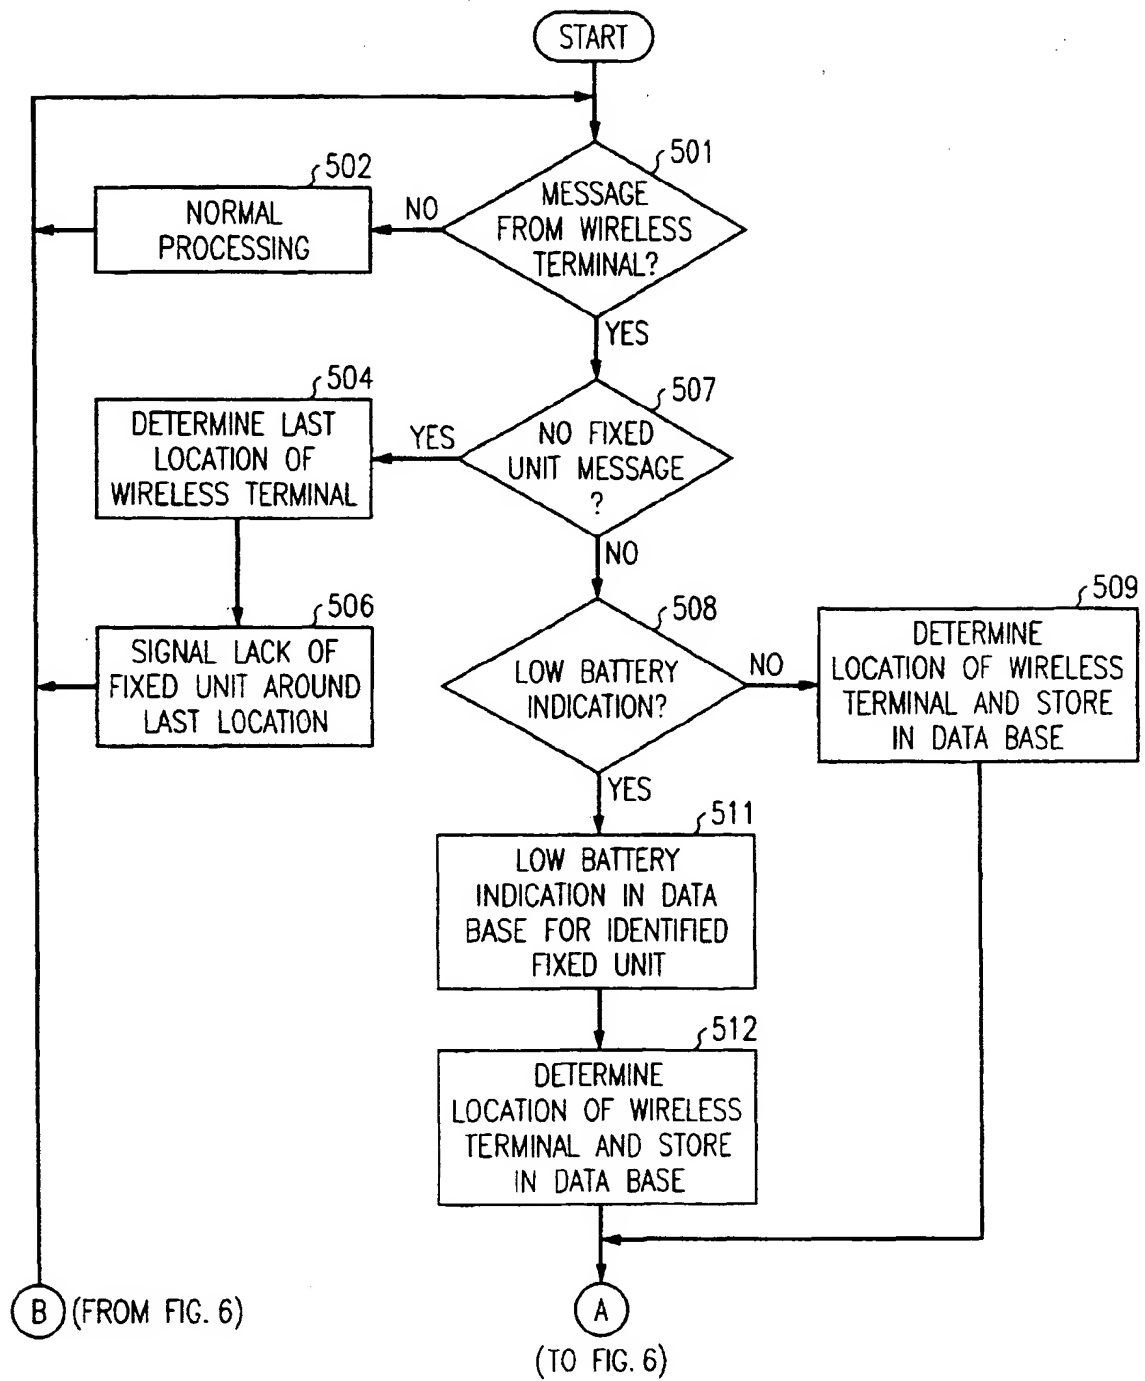 START
501
MESSAGE
FROM WIRELESS
TERMINAL?
NO
502
NORMAL
PROCESSING
YES
507
NO FIXED
UNIT MESSAGE
?
YES
504
DETERMINE LAST
LOCATION OF
WIRELESS TERMINAL
506
SIGNAL LACK OF
FIXED UNIT AROUND
LAST LOCATION
NO
508
LOW BATTERY
INDICATION?
NO
509
DETERMINE
LOCATION OF WIRELESS
TERMINAL AND STORE
IN DATA BASE
YES
511
LOW BATTERY
INDICATION IN DATA
BASE FOR IDENTIFIED
FIXED UNIT
512
DETERMINE
LOCATION OF WIRELESS
TERMINAL AND STORE
IN DATA BASE
B (FROM FIG. 6)
A
(TO FIG. 6)